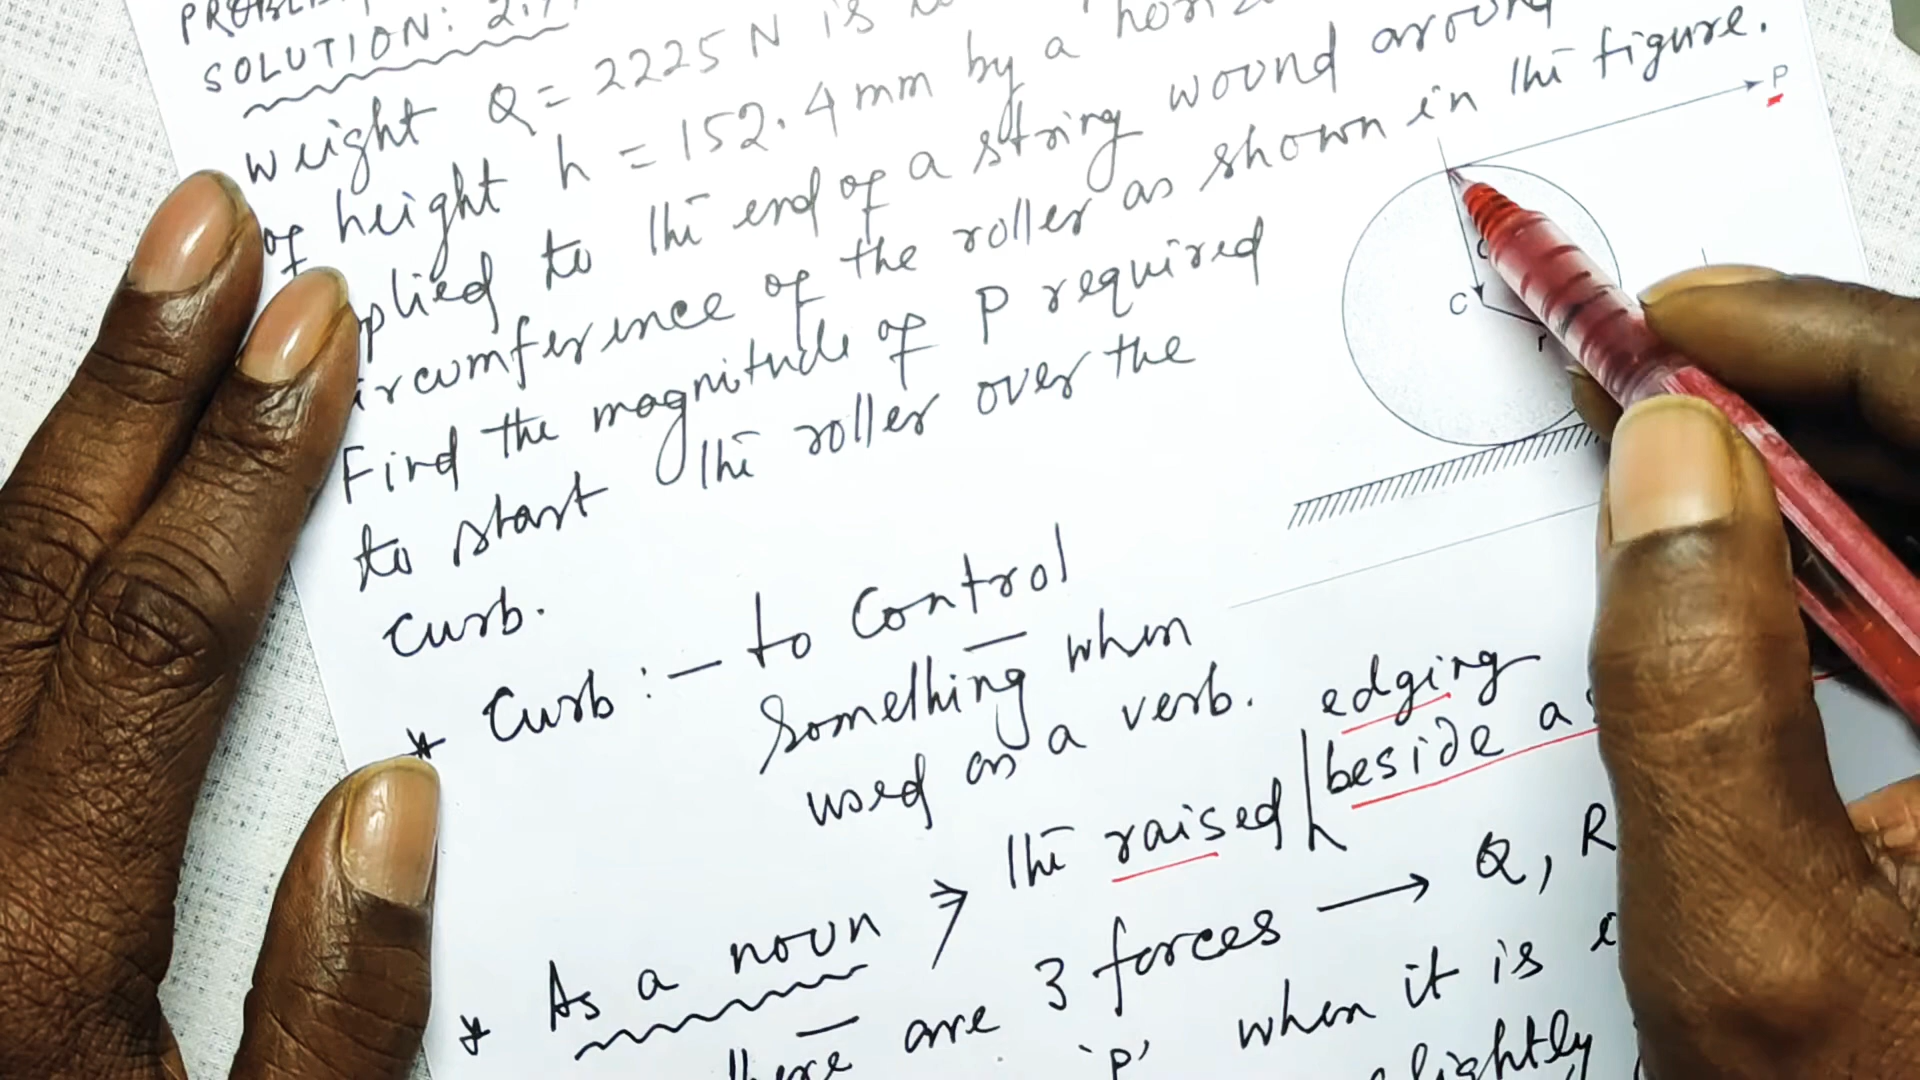 SOLUTION:
weight Q = 2225 N is
of height h = 152.4 mm by a
plied to the end of a string wound around
ircumference of the roller as shown in the figure.
Find the magnitude of P required
to start the roller over the
curb.
* Curb :- to control
something when
used as a verb.
* As a noun ⇒ the raised edging
beside a
there are 3 forces → Q, R
'P' when it is
slightly
P
C